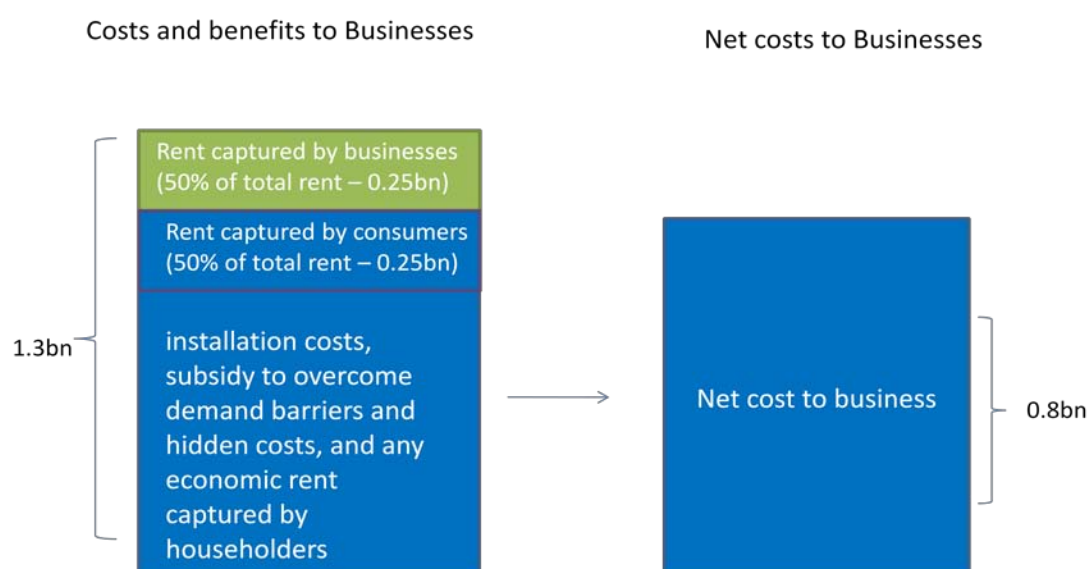 Costs and benefits to Businesses
Net costs to Businesses
Rent captured by businesses
(50% of total rent – 0.25bn)
Rent captured by consumers
(50% of total rent – 0.25bn)
1.3bn
installation costs,
subsidy to overcome
demand barriers and
hidden costs, and any
economic rent
captured by
householders
Net cost to business
0.8bn